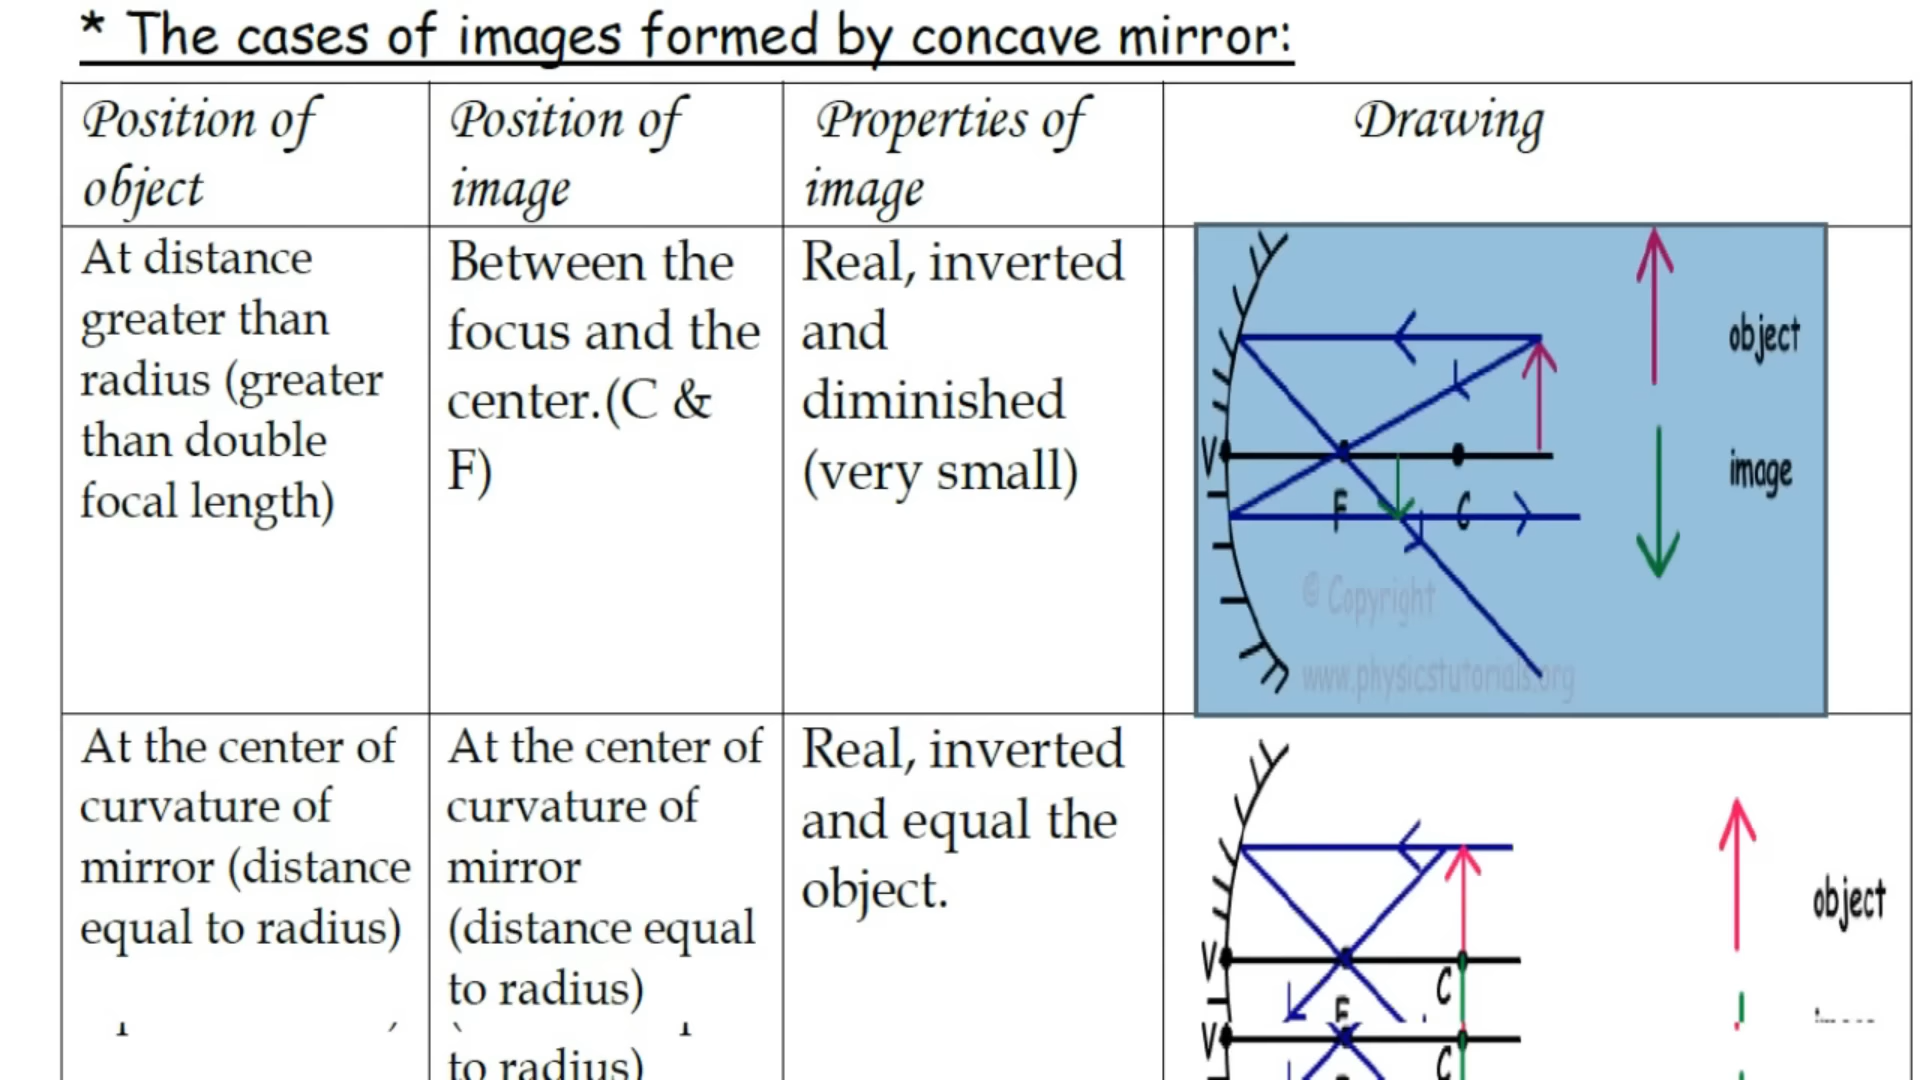 * The cases of images formed by concave mirror:
Position of
object
Position of
image
Properties of
image
Drawing
At distance
greater than
radius (greater
than double
focal length)
Between the
focus and the
center.(C &
F)
Real, inverted
and
diminished
(very small)
object
image
V
F
C
© Copyright
www.physicstutorials.org
At the center of
curvature of
mirror (distance
equal to radius)
At the center of
curvature of
mirror
(distance equal
to radius)
to radius)
Real, inverted
and equal the
object.
object
V
C
F
V
C